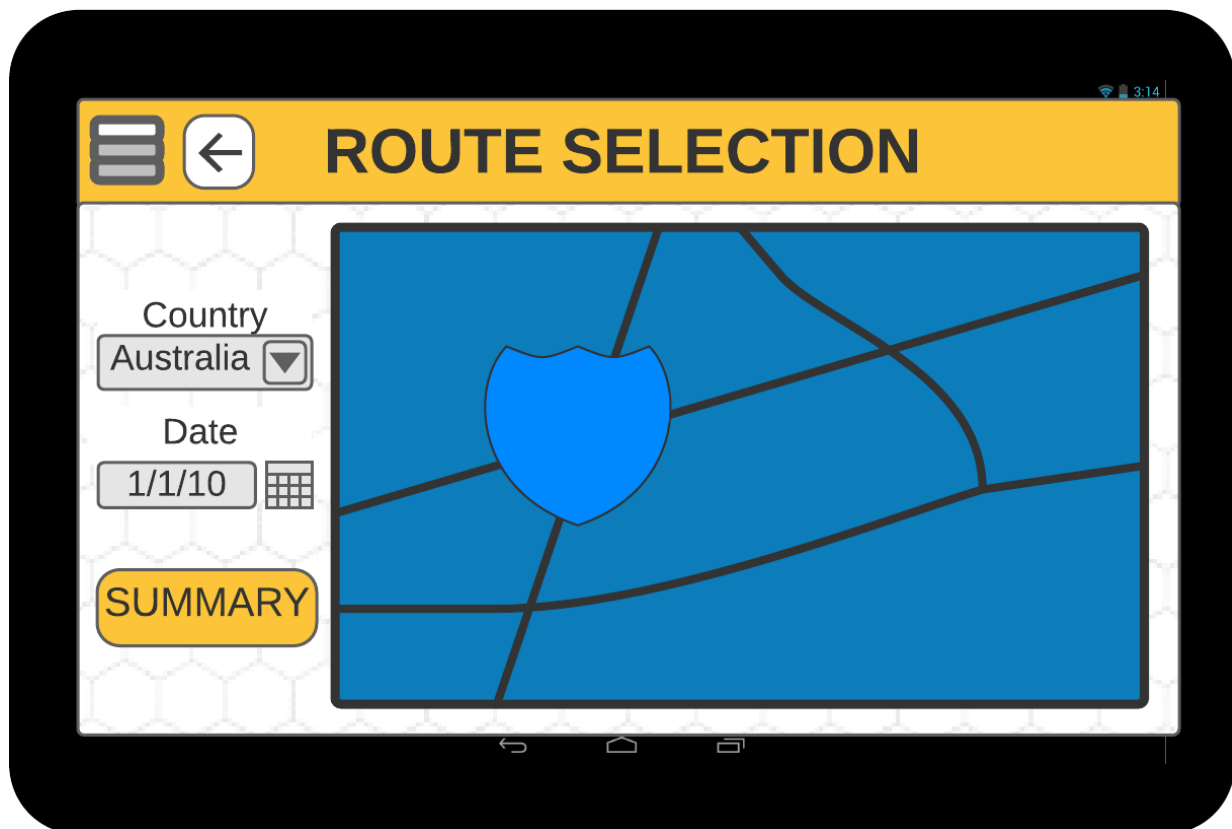 3:14
ROUTE SELECTION
Country
Australia
Date
1/1/10
SUMMARY